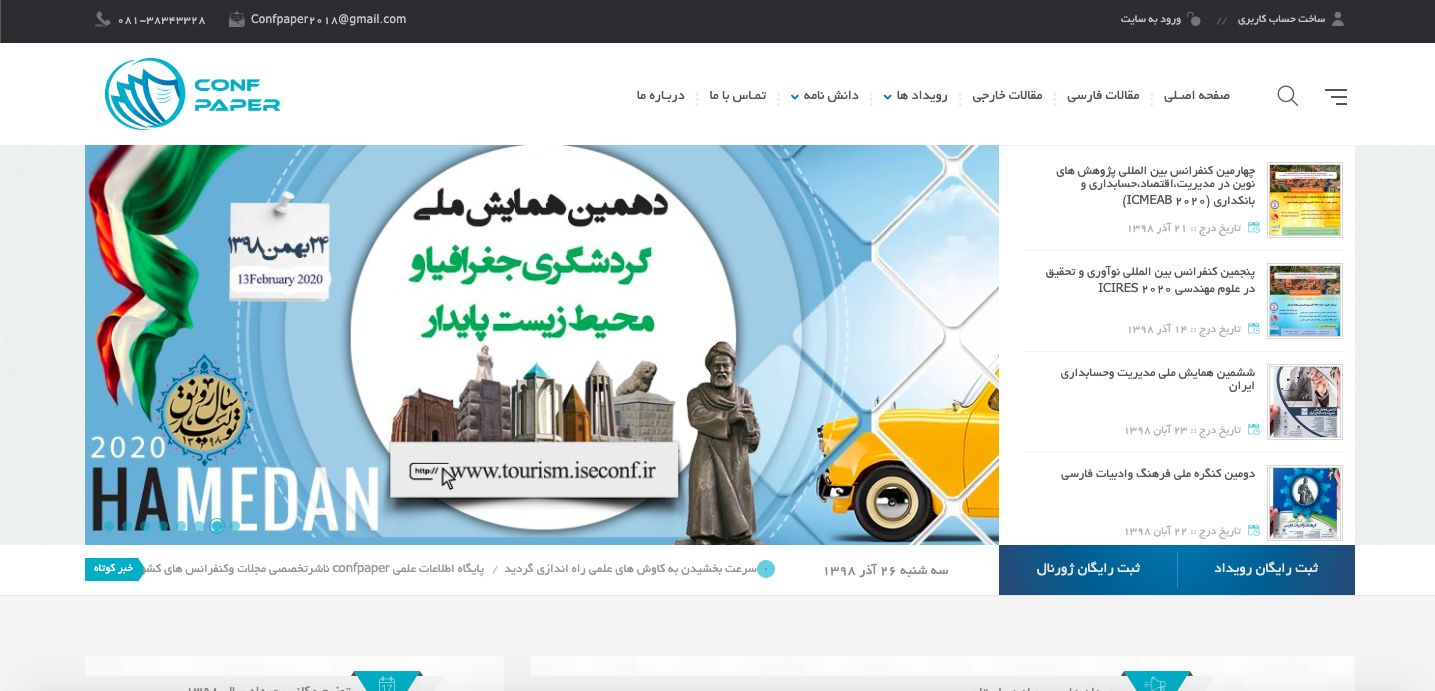 ساخت حساب کاربری // ورود به سایت
Confpaper2018@gmail.com
۰۸۱-۳۸۳۴۳۳۲۸
CONF
PAPER
صفحه اصلی
مقالات فارسی
مقالات خارجی
رویداد ها
دانش نامه
تماس با ما
درباره ما
چهارمین کنفرانس بین المللی پژوهش های
نوین در مدیریت،اقتصاد،حسابداری و
بانکداری (ICMEAB ۲۰۲۰)
تاریخ درج :: ۲۱ آذر ۱۳۹۸
پنجمین کنفرانس بین المللی نوآوری و تحقیق
در علوم مهندسی ICIRES ۲۰۲۰
تاریخ درج :: ۱۴ آذر ۱۳۹۸
ششمین همایش ملی مدیریت وحسابداری
ایران
تاریخ درج :: ۲۳ آبان ۱۳۹۸
دومین کنگره ملی فرهنگ وادبیات فارسی
تاریخ درج :: ۲۲ آبان ۱۳۹۸
دهمین همایش ملی
گردشگری جغرافیا و
محیط زیست پایدار
۲۴ بهمن ۱۳۹۸
13February 2020
http://
www.tourism.iseconf.ir
سال رونق
تولید
۱۳۹۸
2020
HAMEDAN
ثبت رایگان رویداد
ثبت رایگان ژورنال
سه شنبه ۲۶ آذر ۱۳۹۸
سرعت بخشیدن به کاوش های علمی راه اندازی گردید / پایگاه اطلاعات علمی confpaper ناشرتخصصی مجلات وکنفرانس های
خبر کوتاه
17